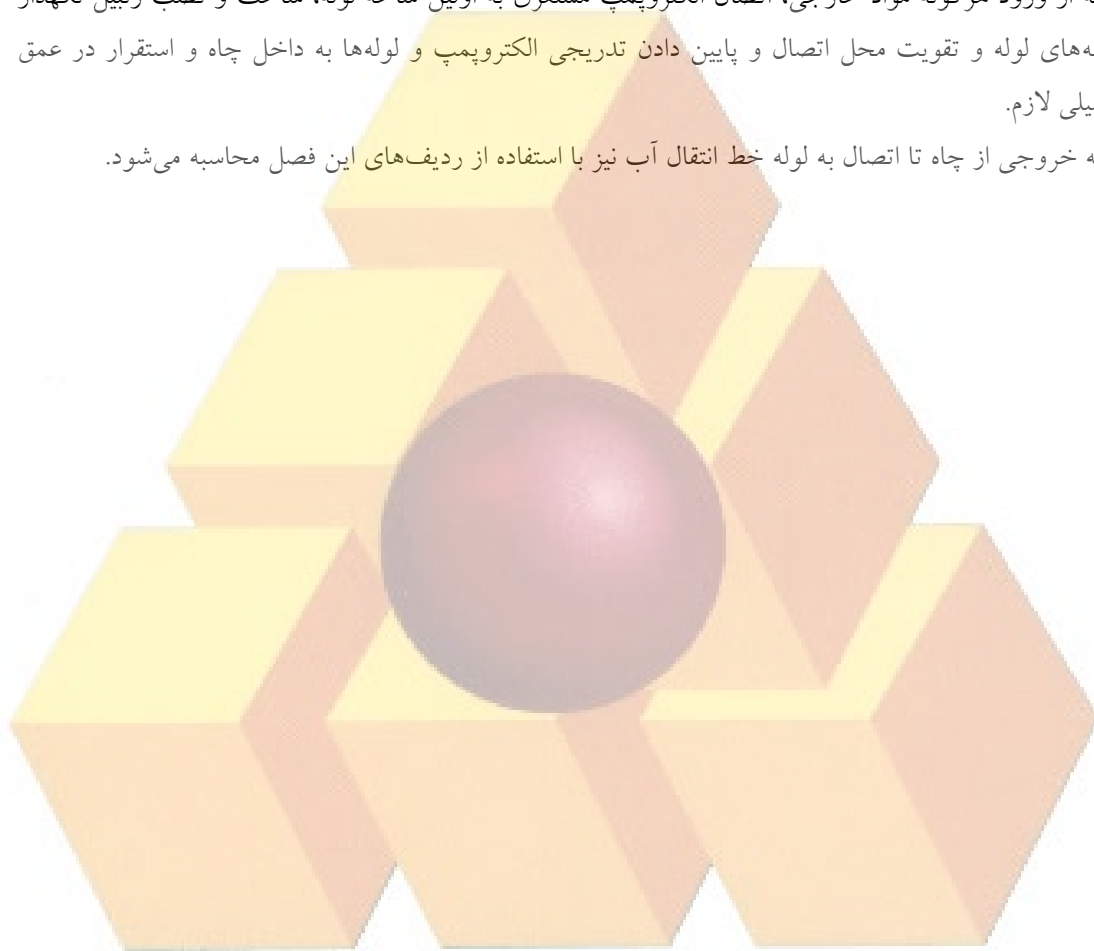 از ورود هرگونه مواد خارجی، اتصال الکتروپمپ مستغرق به اولین شاخه لوله، ساخت و نصب زنبیل نگهدار
های لوله و تقویت محل اتصال و پایین دادن تدریجی الکتروپمپ و لوله‌ها به داخل چاه و استقرار در عمق
یلی لازم.
ه خروجی از چاه تا اتصال به لوله خط انتقال آب نیز با استفاده از ردیف‌های این فصل محاسبه می‌شود.